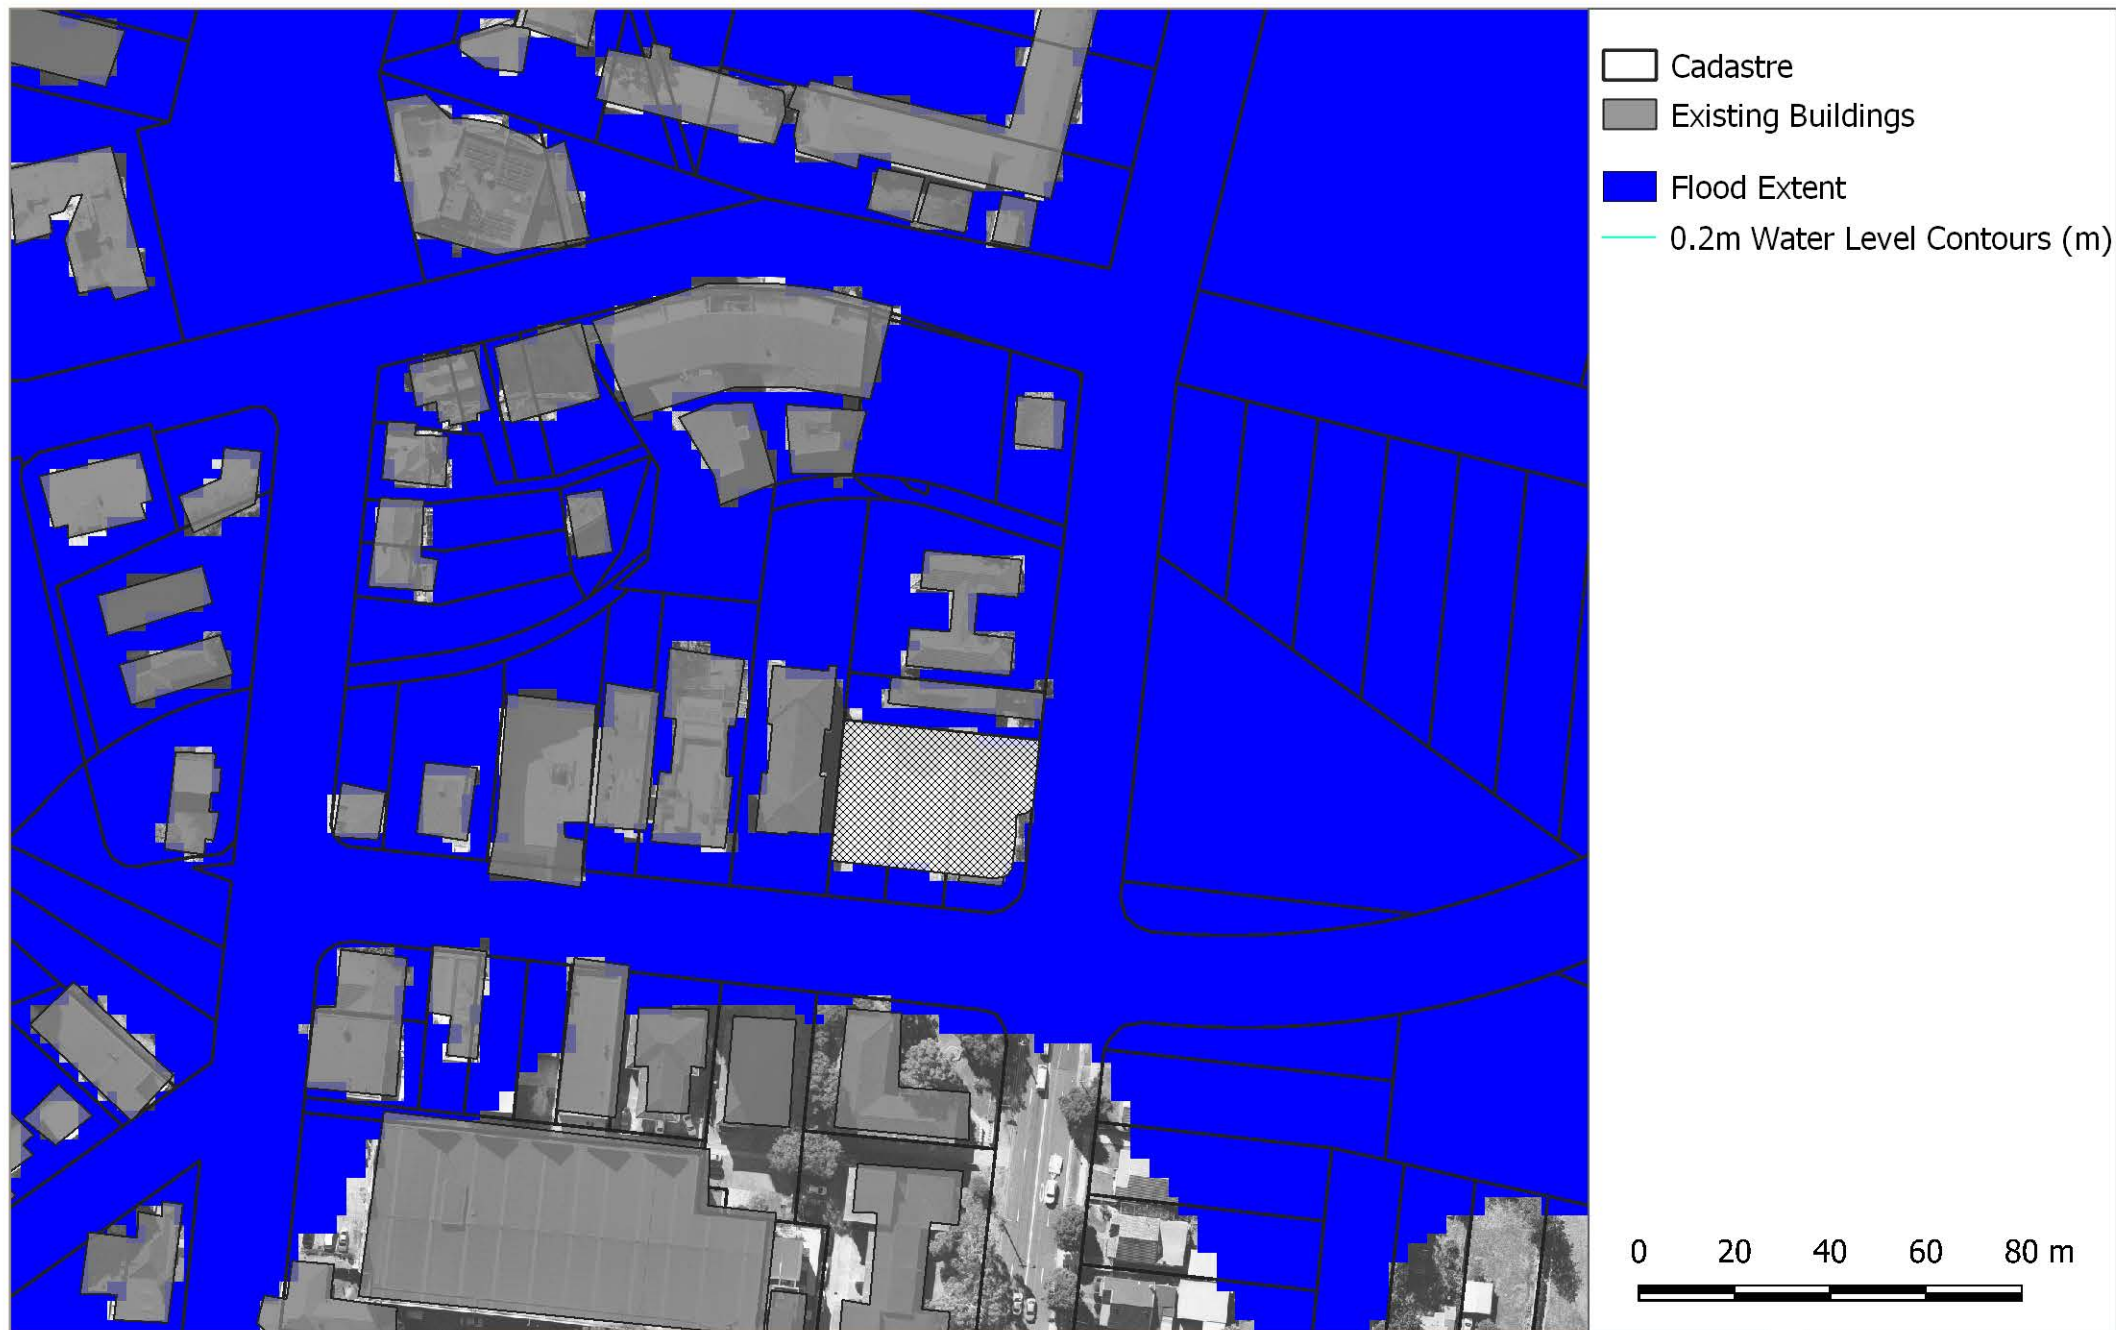 Cadastre
Existing Buildings
Flood Extent
0.2m Water Level Contours (m)
0 20 40 60 80 m